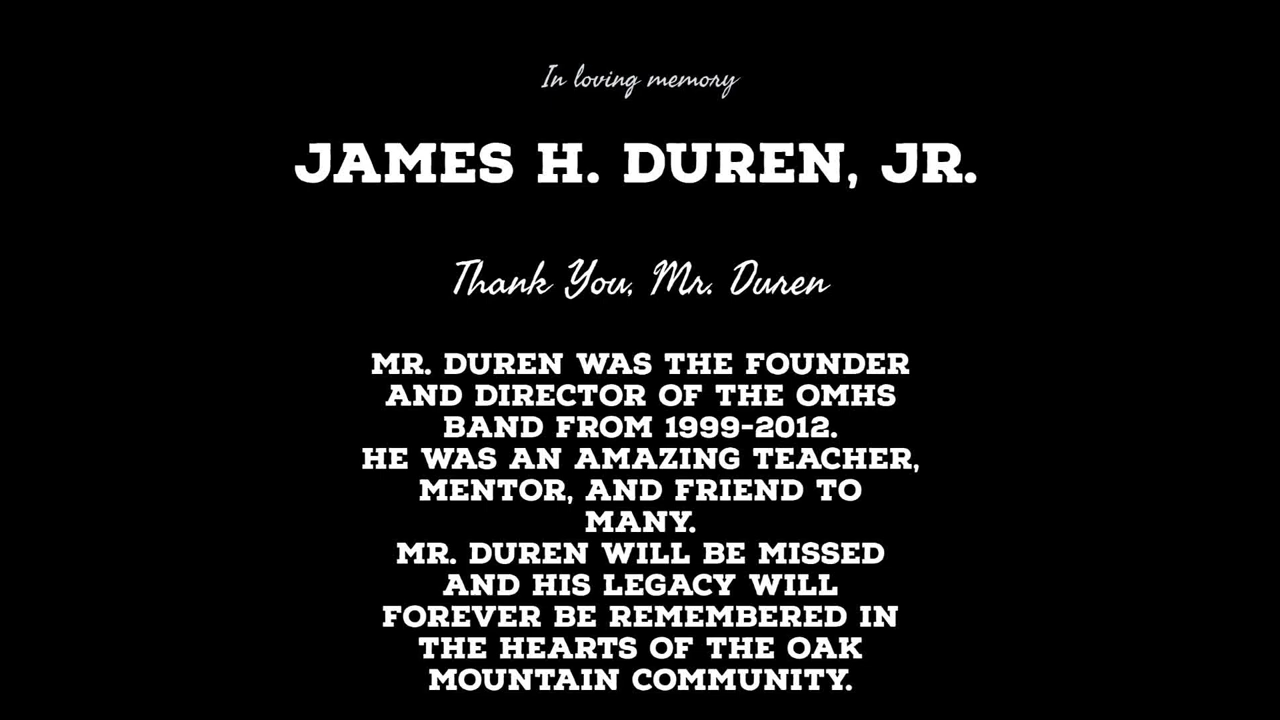 In loving memory
JAMES H. DUREN, JR.
Thank You, Mr. Duren
MR. DUREN WAS THE FOUNDER
AND DIRECTOR OF THE OMHS
BAND FROM 1999-2012.
HE WAS AN AMAZING TEACHER,
MENTOR, AND FRIEND TO
MANY.
MR. DUREN WILL BE MISSED
AND HIS LEGACY WILL
FOREVER BE REMEMBERED IN
THE HEARTS OF THE OAK
MOUNTAIN COMMUNITY.